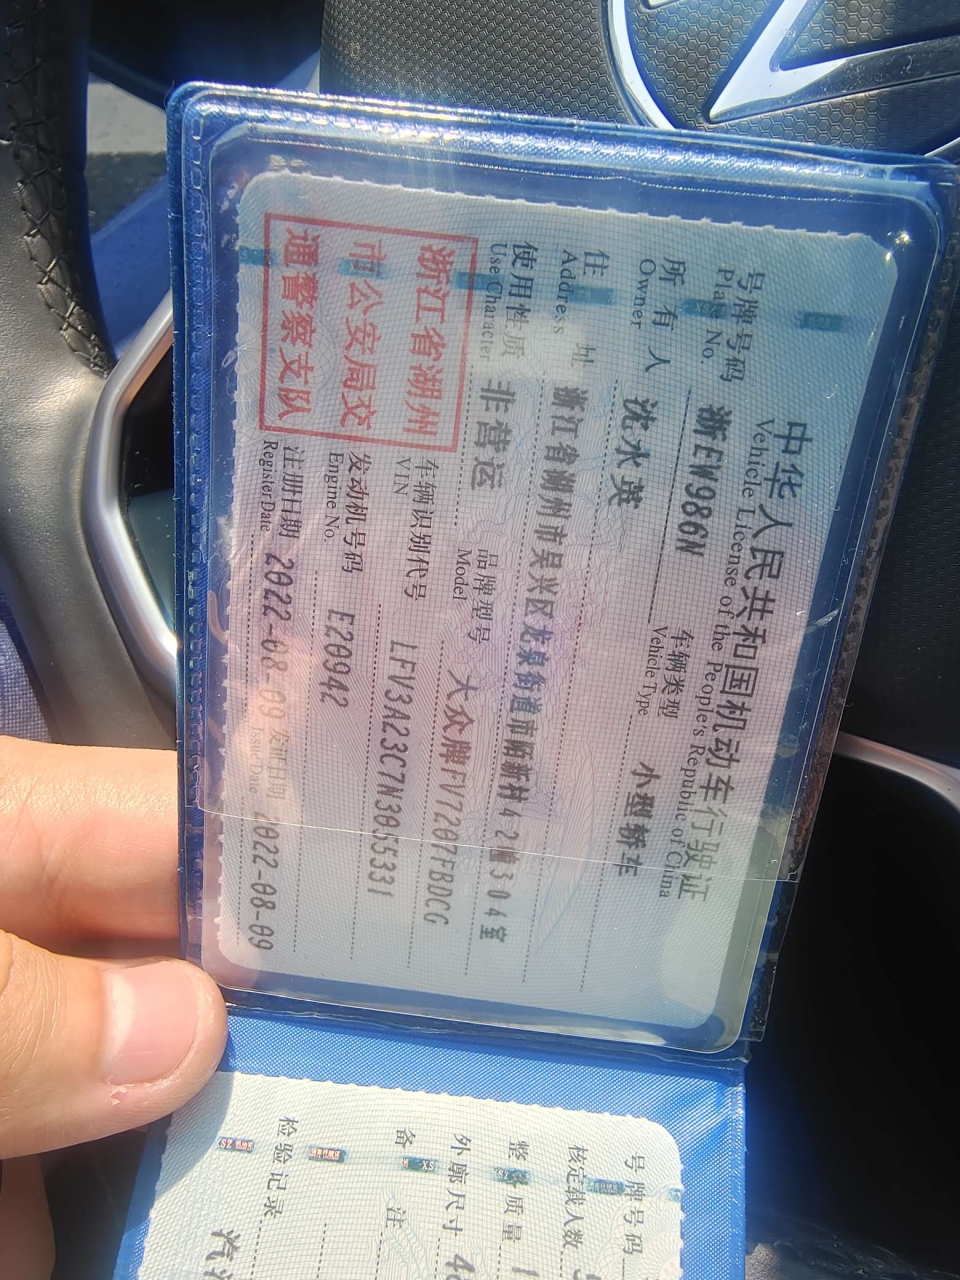 中华人民共和国机动车行驶证
Vehicle License of the People's Republic of China
号牌号码 浙EW986N 车辆类型 小型轿车
Plate No. Vehicle Type
所有人 沈水英
Owner
住址 浙江省湖州市吴兴区龙泉街道市陌新村42幢304室
Address
使用性质 非营运 品牌型号 大众牌FV7207FBDCG
Use Character Model
浙江省湖州
市公安局交
通警察支队
车辆识别代号 LFV3A23C7N3055331
VIN
发动机号码 E20942
Engine No.
注册日期 2022-08-09 发证日期 2022-08-09
Register Date Issue Date
号牌号码
核定载人数
整备质量
外廓尺寸
备注
检验记录